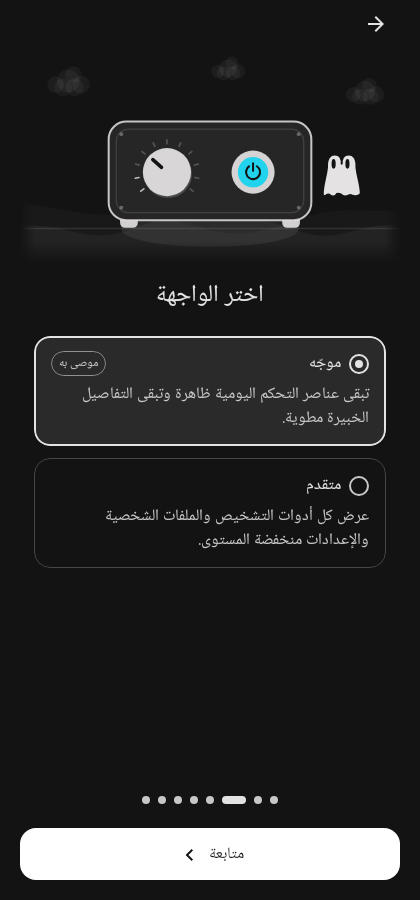 اختر الواجهة
موجّه
موصى به
تبقى عناصر التحكم اليومية ظاهرة وتبقى التفاصيل
الخبيرة مطوية.
متقدم
عرض كل أدوات التشخيص والملفات الشخصية
والإعدادات منخفضة المستوى.
متابعة